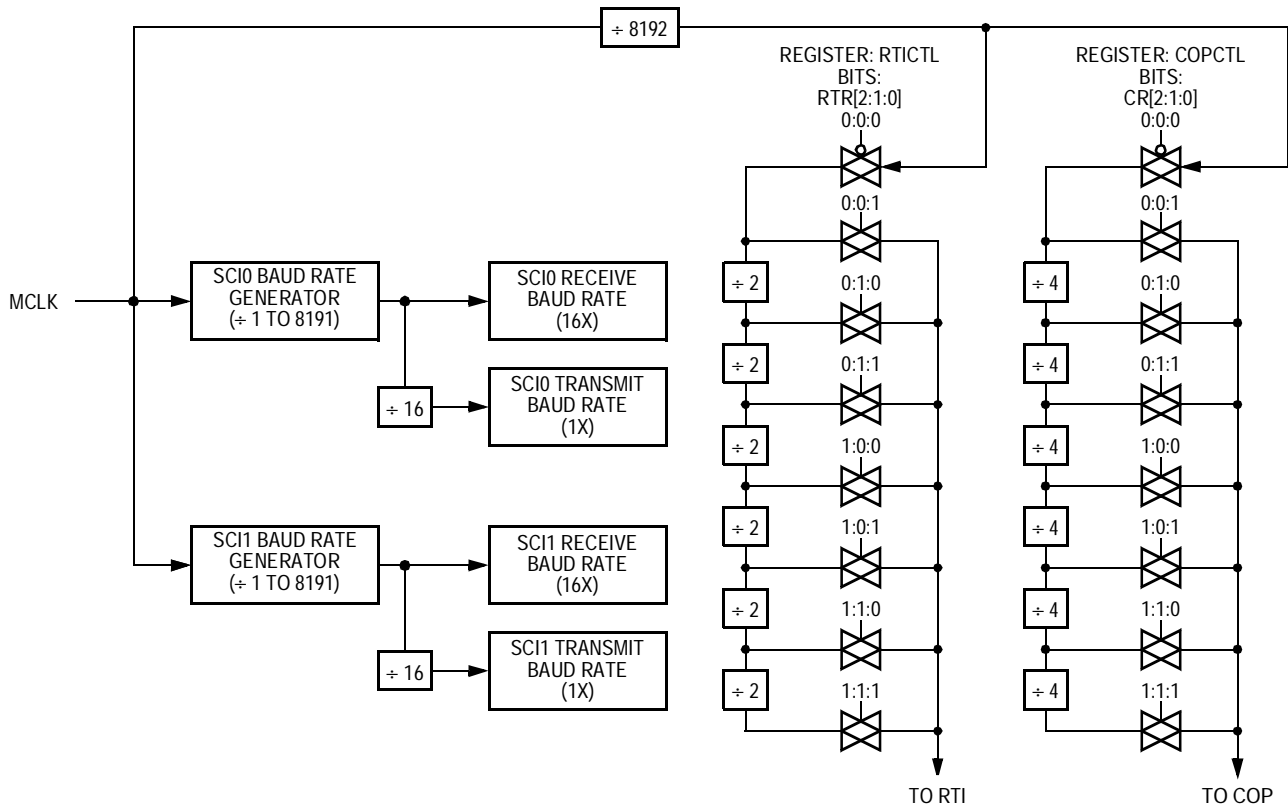 ÷ 8192
REGISTER: RTICTL
BITS:
RTR[2:1:0]
0:0:0
REGISTER: COPCTL
BITS:
CR[2:1:0]
0:0:0
0:0:1
0:0:1
MCLK
SCI0 BAUD RATE
GENERATOR
(÷ 1 TO 8191)
SCI0 RECEIVE
BAUD RATE
(16X)
÷ 2
0:1:0
÷ 4
0:1:0
÷ 16
SCI0 TRANSMIT
BAUD RATE
(1X)
÷ 2
0:1:1
÷ 4
0:1:1
÷ 2
1:0:0
÷ 4
1:0:0
SCI1 BAUD RATE
GENERATOR
(÷ 1 TO 8191)
SCI1 RECEIVE
BAUD RATE
(16X)
÷ 2
1:0:1
÷ 4
1:0:1
÷ 16
SCI1 TRANSMIT
BAUD RATE
(1X)
÷ 2
1:1:0
÷ 4
1:1:0
÷ 2
1:1:1
÷ 4
1:1:1
TO RTI
TO COP